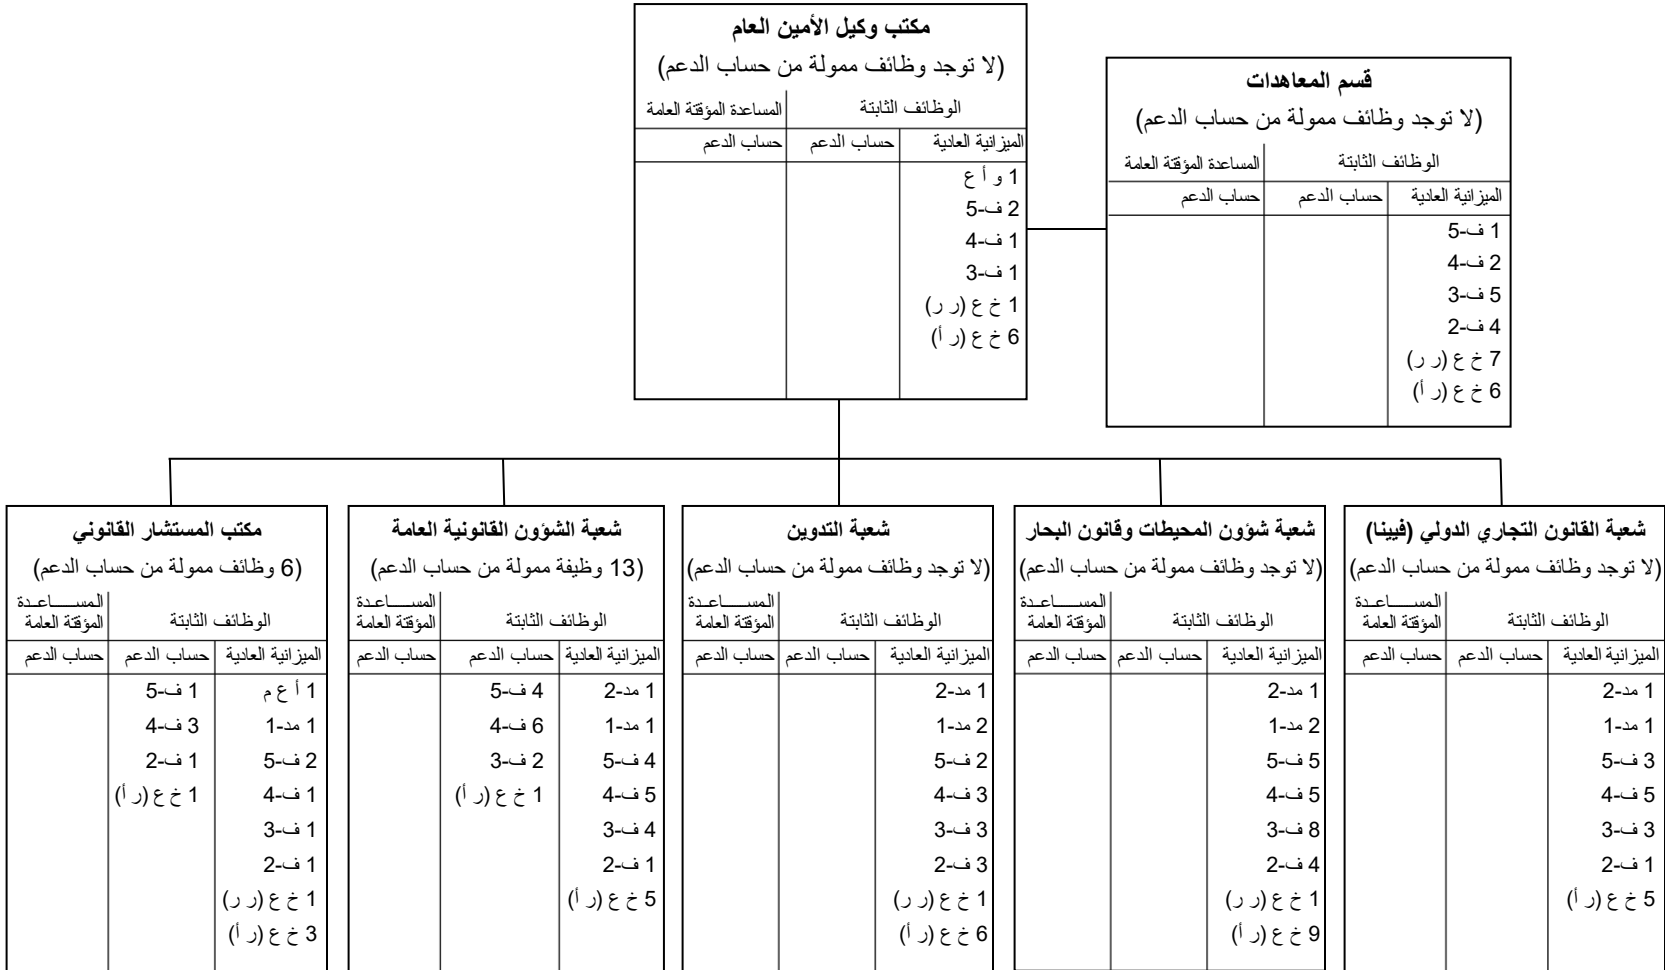 مكتب وكيل الأمين العام
(لا توجد وظائف ممولة من حساب الدعم)
الوظائف الثابتة المساعدة المؤقتة العامة
الميزانية العادية حساب الدعم حساب الدعم
1 و أ ع
2 ف-5
1 ف-4
1 ف-3
1 خ ع (ر ر)
6 خ ع (ر أ)
قسم المعاهدات
(لا توجد وظائف ممولة من حساب الدعم)
الوظائف الثابتة المساعدة المؤقتة العامة
الميزانية العادية حساب الدعم حساب الدعم
1 ف-5
2 ف-4
5 ف-3
4 ف-2
7 خ ع (ر ر)
6 خ ع (ر أ)
شعبة القانون التجاري الدولي (فيينا)
(لا توجد وظائف ممولة من حساب الدعم)
الوظائف الثابتة المساعدة
المؤقتة العامة
الميزانية العادية حساب الدعم حساب الدعم
1 مد-2
1 مد-1
3 ف-5
5 ف-4
3 ف-3
1 ف-2
5 خ ع (ر أ)
شعبة شؤون المحيطات وقانون البحار
(لا توجد وظائف ممولة من حساب الدعم)
الوظائف الثابتة المساعدة
المؤقتة العامة
الميزانية العادية حساب الدعم حساب الدعم
1 مد-2
2 مد-1
5 ف-5
5 ف-4
8 ف-3
4 ف-2
1 خ ع (ر ر)
9 خ ع (ر أ)
شعبة التدوين
(لا توجد وظائف ممولة من حساب الدعم)
الوظائف الثابتة المساعدة
المؤقتة العامة
الميزانية العادية حساب الدعم حساب الدعم
1 مد-2
2 مد-1
2 ف-5
3 ف-4
3 ف-3
3 ف-2
1 خ ع (ر ر)
6 خ ع (ر أ)
شعبة الشؤون القانونية العامة
(13 وظيفة ممولة من حساب الدعم)
الوظائف الثابتة المساعدة
المؤقتة العامة
الميزانية العادية حساب الدعم حساب الدعم
1 مد-2 4 ف-5
1 مد-1 6 ف-4
4 ف-5 2 ف-3
5 ف-4 1 خ ع (ر أ)
4 ف-3
1 ف-2
5 خ ع (ر أ)
مكتب المستشار القانوني
(6 وظائف ممولة من حساب الدعم)
الوظائف الثابتة المساعدة
المؤقتة العامة
الميزانية العادية حساب الدعم حساب الدعم
1 أ ع م 1 ف-5
1 مد-1 3 ف-4
2 ف-5 1 ف-2
1 ف-4 1 خ ع (ر أ)
1 ف-3
1 ف-2
1 خ ع (ر ر)
3 خ ع (ر أ)